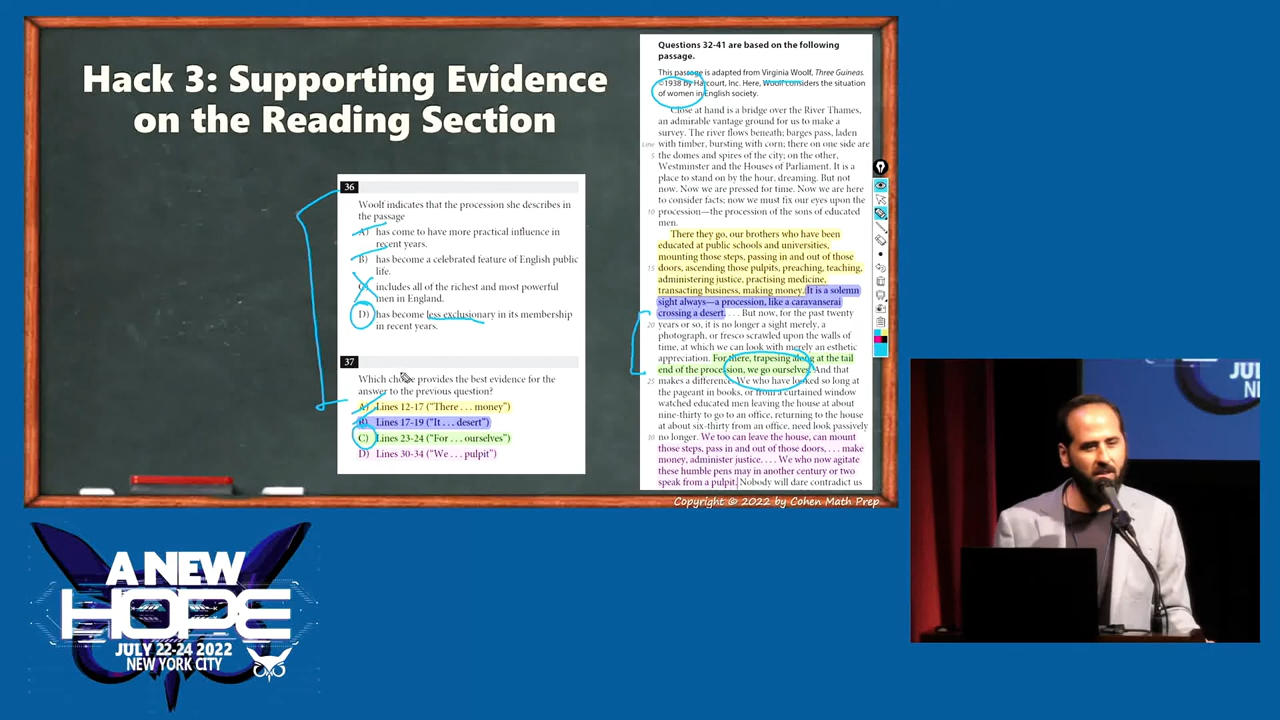 Hack 3: Supporting Evidence
on the Reading Section
36
Woolf indicates that the procession she describes in
the passage
A) has come to have more practical influence in
recent years.
B) has become a celebrated feature of English public
life.
C) includes all of the richest and most powerful
men in England.
D) has become less exclusionary in its membership
in recent years.
37
Which choice provides the best evidence for the
answer to the previous question?
A) Lines 12-17 (“There . . . money”)
B) Lines 17-19 (“It . . . desert”)
C) Lines 23-24 (“For . . . ourselves”)
D) Lines 30-34 (“We . . . pulpit”)
Questions 32-41 are based on the following
passage.
This passage is adapted from Virginia Woolf, Three Guineas.
©1938 by Harcourt, Inc. Here, Woolf considers the situation
of women in English society.
Close at hand is a bridge over the River Thames,
an admirable vantage ground for us to make a
survey. The river flows beneath; barges pass, laden
Line with timber, bursting with corn; there on one side are
5 the domes and spires of the city; on the other,
Westminster and the Houses of Parliament. It is a
place to stand on by the hour, dreaming. But not
now. Now we are pressed for time. Now we are here
to consider facts; now we must fix our eyes upon the
10 procession—the procession of the sons of educated
men.
There they go, our brothers who have been
educated at public schools and universities,
mounting those steps, passing in and out of those
15 doors, ascending those pulpits, preaching, teaching,
administering justice, practising medicine,
transacting business, making money. It is a solemn
sight always—a procession, like a caravanserai
crossing a desert. . . . But now, for the past twenty
20 years or so, it is no longer a sight merely, a
photograph, or fresco scrawled upon the walls of
time, at which we can look with merely an esthetic
appreciation. For there, trapesing along at the tail
end of the procession, we go ourselves. And that
25 makes a difference. We who have looked so long at
the pageant in books, or from a curtained window
watched educated men leaving the house at about
nine-thirty to go to an office, returning to the house
at about six-thirty from an office, need look passively
30 no longer. We too can leave the house, can mount
those steps, pass in and out of those doors, . . . make
money, administer justice. . . . We who now agitate
these humble pens may in another century or two
speak from a pulpit. Nobody will dare contradict us
Copyright © 2022 by Cohen Math Prep
A NEW
HOPE
JULY 22-24 2022
NEW YORK CITY
JU